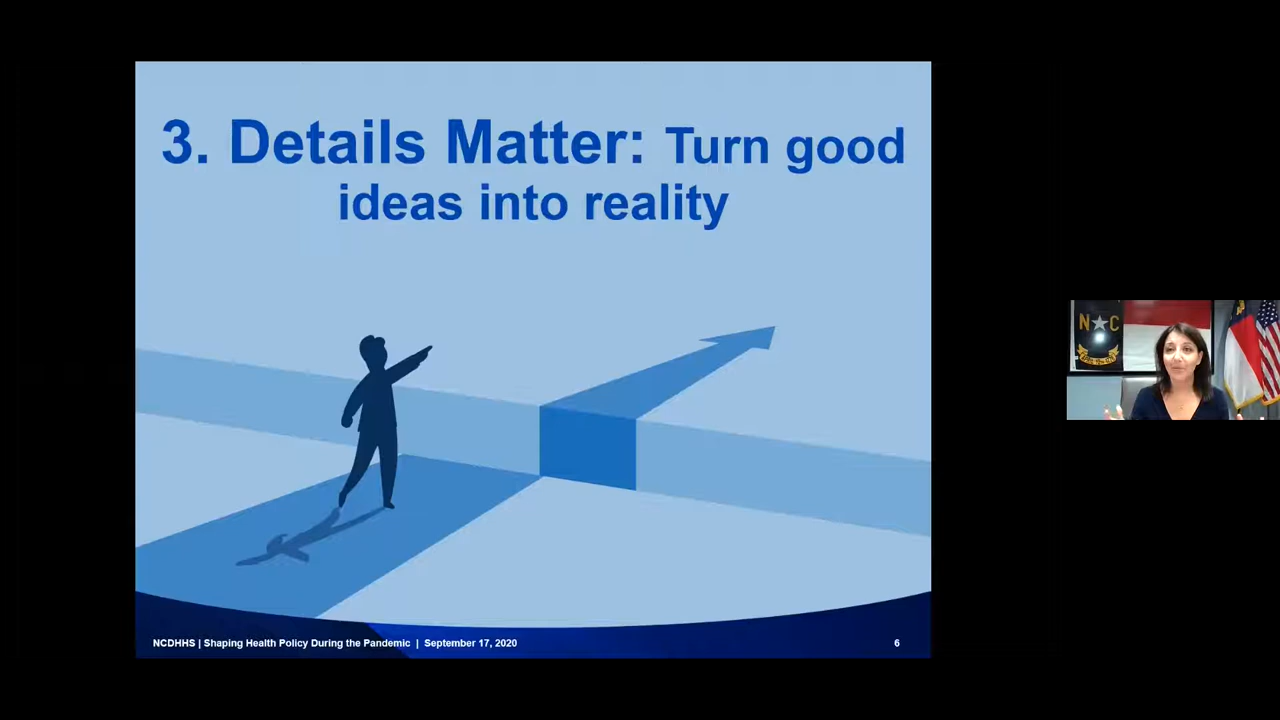 3. Details Matter: Turn good
ideas into reality
NCDHHS | Shaping Health Policy During the Pandemic | September 17, 2020
6
N C